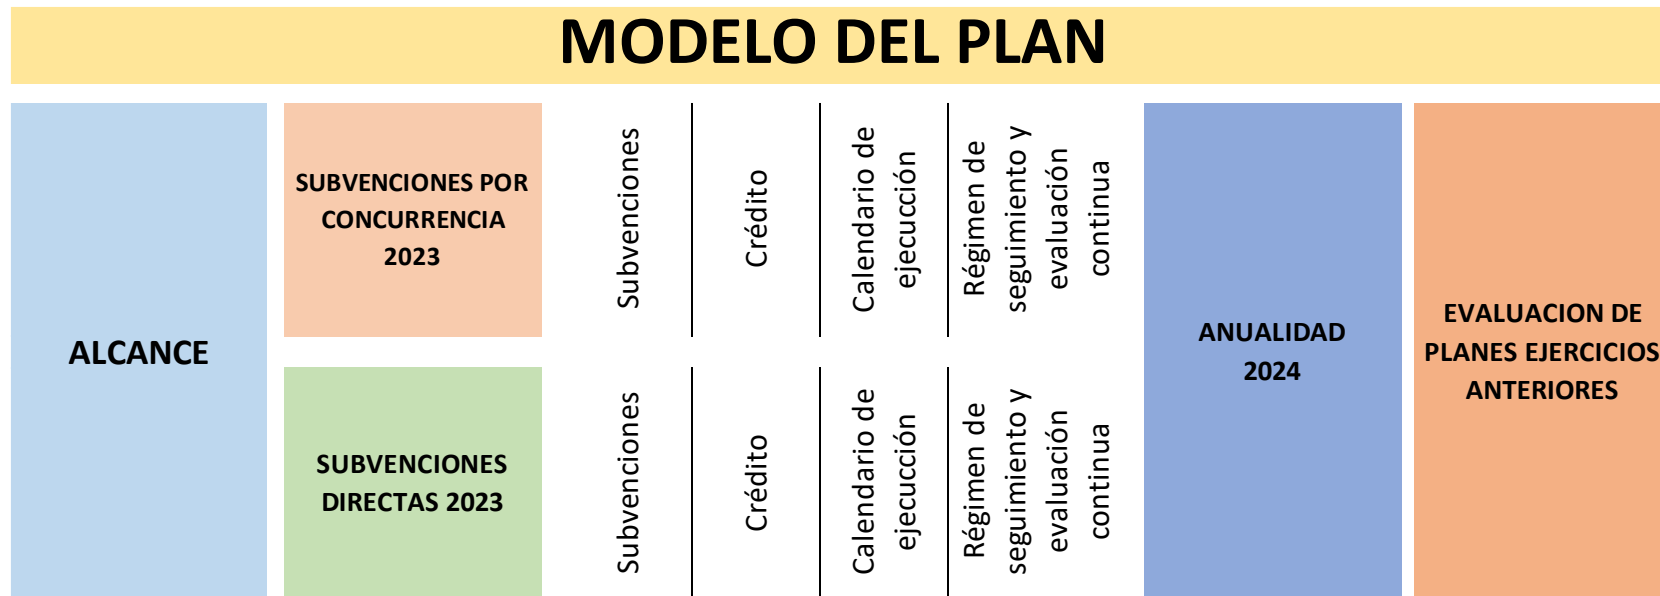 MODELO DEL PLAN
ALCANCE
SUBVENCIONES POR
CONCURRENCIA
2023
Subvenciones
Crédito
Calendario de
ejecucción
Régimen de
seguimiento y
evaluación
continua
SUBVENCIONES
DIRECTAS 2023
Subvenciones
Crédito
Calendario de
ejecucción
Régimen de
seguimiento y
evaluación
continua
ANUALIDAD
2024
EVALUACION DE
PLANES EJERCICIOS
ANTERIORES